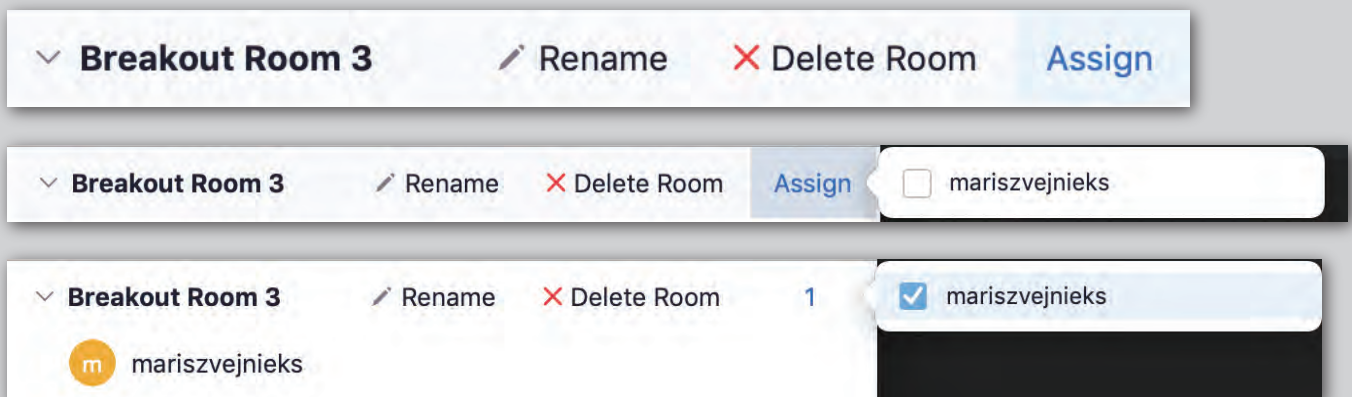 Breakout Room 3 Rename Delete Room Assign
Breakout Room 3 Rename Delete Room Assign mariszvejnieks
Breakout Room 3 Rename Delete Room 1 mariszvejnieks
m mariszvejnieks